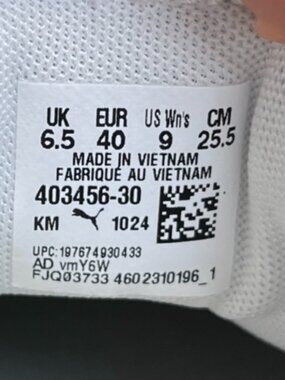 UK EUR US Wn's CM
6.5 40 9 25.5
MADE IN VIETNAM
FABRIQUÉ AU VIETNAM
403456-30
KM 1024
UPC:197674930433
AD vmY6W
FJQ03733 4602310196_1